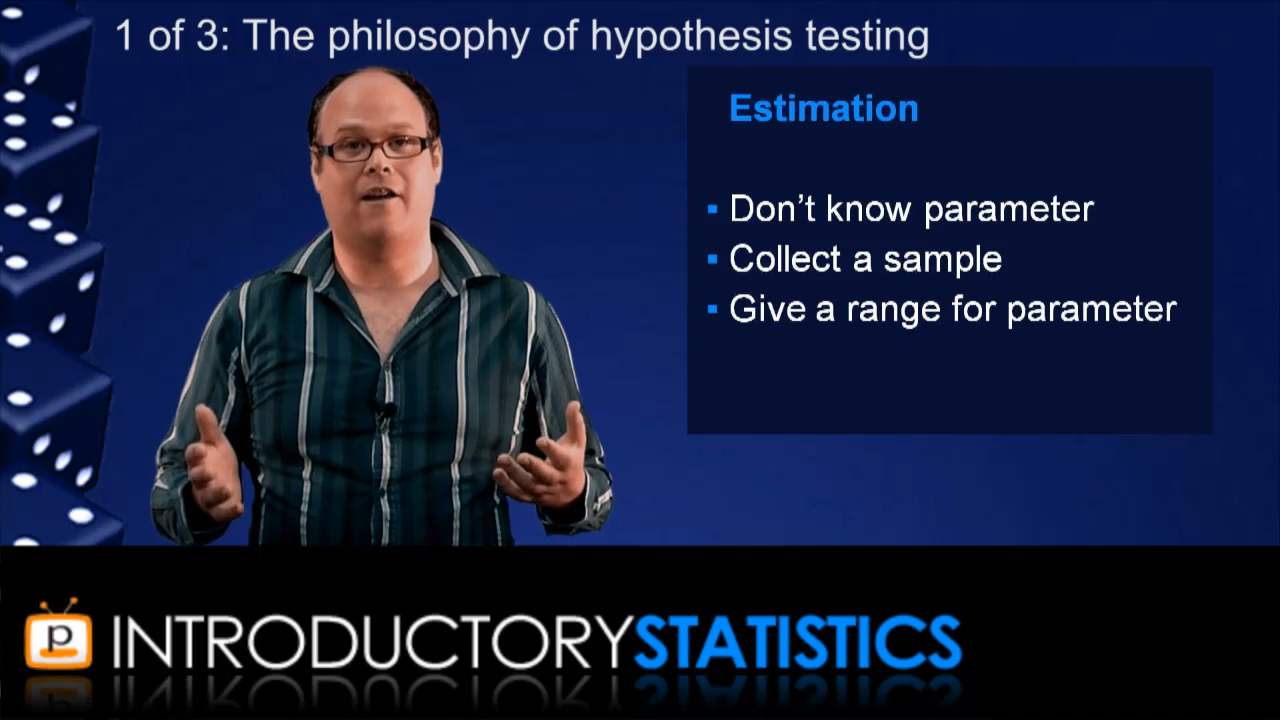 1 of 3: The philosophy of hypothesis testing
Estimation
▪ Don't know parameter
▪ Collect a sample
▪ Give a range for parameter
p INTRODUCTORYSTATISTICS